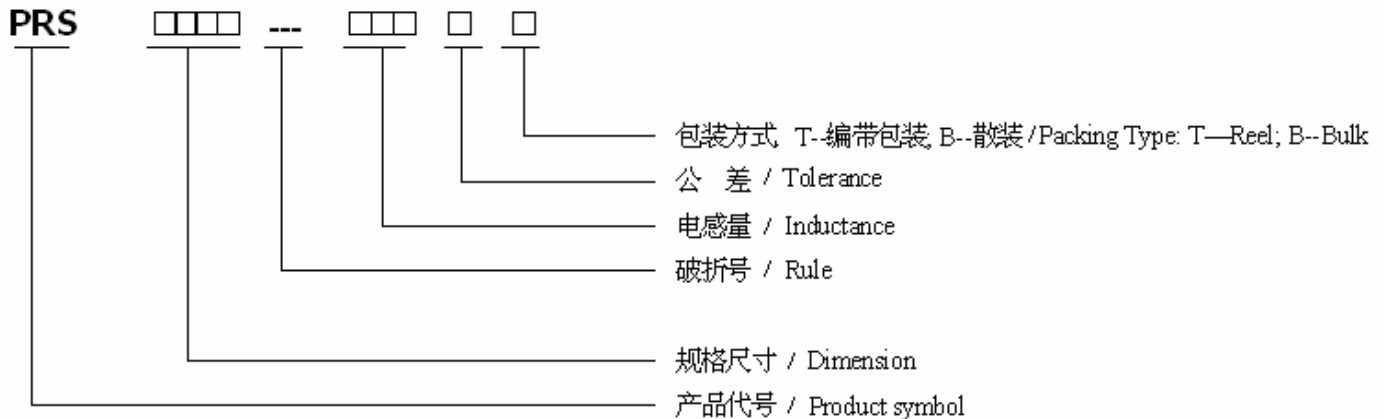 PRS □□□□ --- □□□ □ □
包装方式, T--编带包装; B--散装 / Packing Type: T—Reel; B--Bulk
公 差 / Tolerance
电感量 / Inductance
破折号 / Rule
规格尺寸 / Dimension
产品代号 / Product symbol